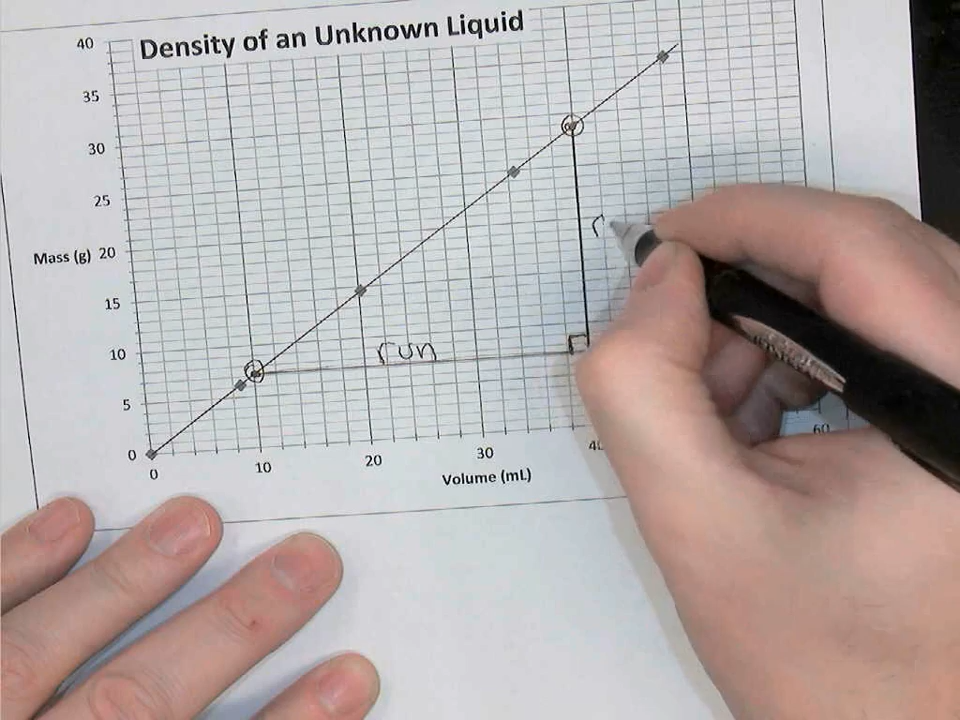 Density of an Unknown Liquid
40
35
30
25
Mass (g) 20
15
10
5
0
run
0 10 20 30 60
Volume (mL)